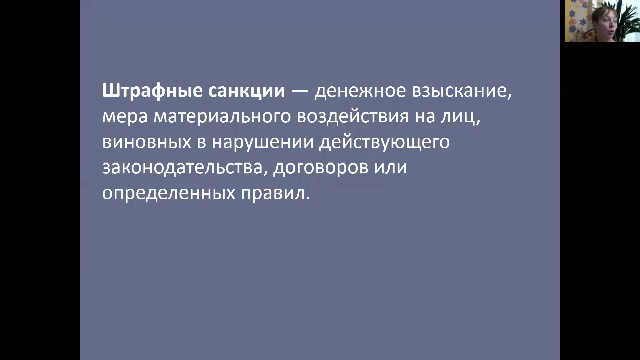 Штрафные санкции — денежное взыскание,
мера материального воздействия на лиц,
виновных в нарушении действующего
законодательства, договоров или
определенных правил.